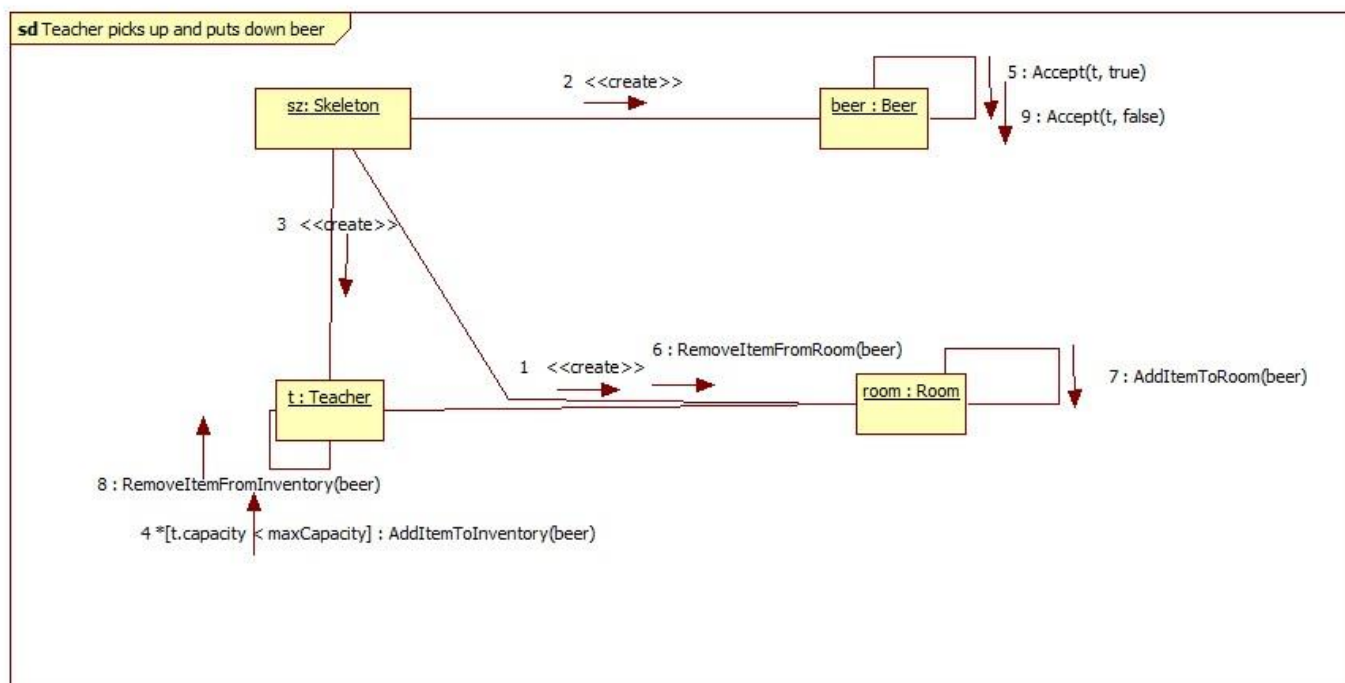 sd Teacher picks up and puts down beer
2 <<create>>
5 : Accept(t, true)
sz: Skeleton
beer : Beer
9 : Accept(t, false)
3 <<create>>
6 : RemoveItemFromRoom(beer)
1 <<create>>
7 : AddItemToRoom(beer)
t : Teacher
room : Room
8 : RemoveItemFromInventory(beer)
4 *[t.capacity < maxCapacity] : AddItemToInventory(beer)